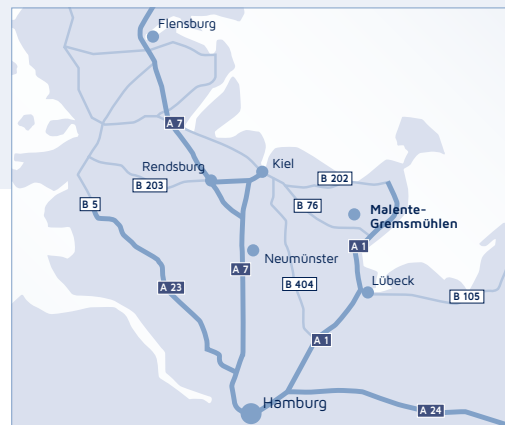 Flensburg
A 7
Rendsburg
Kiel
B 203
B 202
B 5
B 76
Malente-
Gremsmühlen
A 1
Neumünster
A 7
Lübeck
A 23
B 404
B 105
A 1
Hamburg
A 24